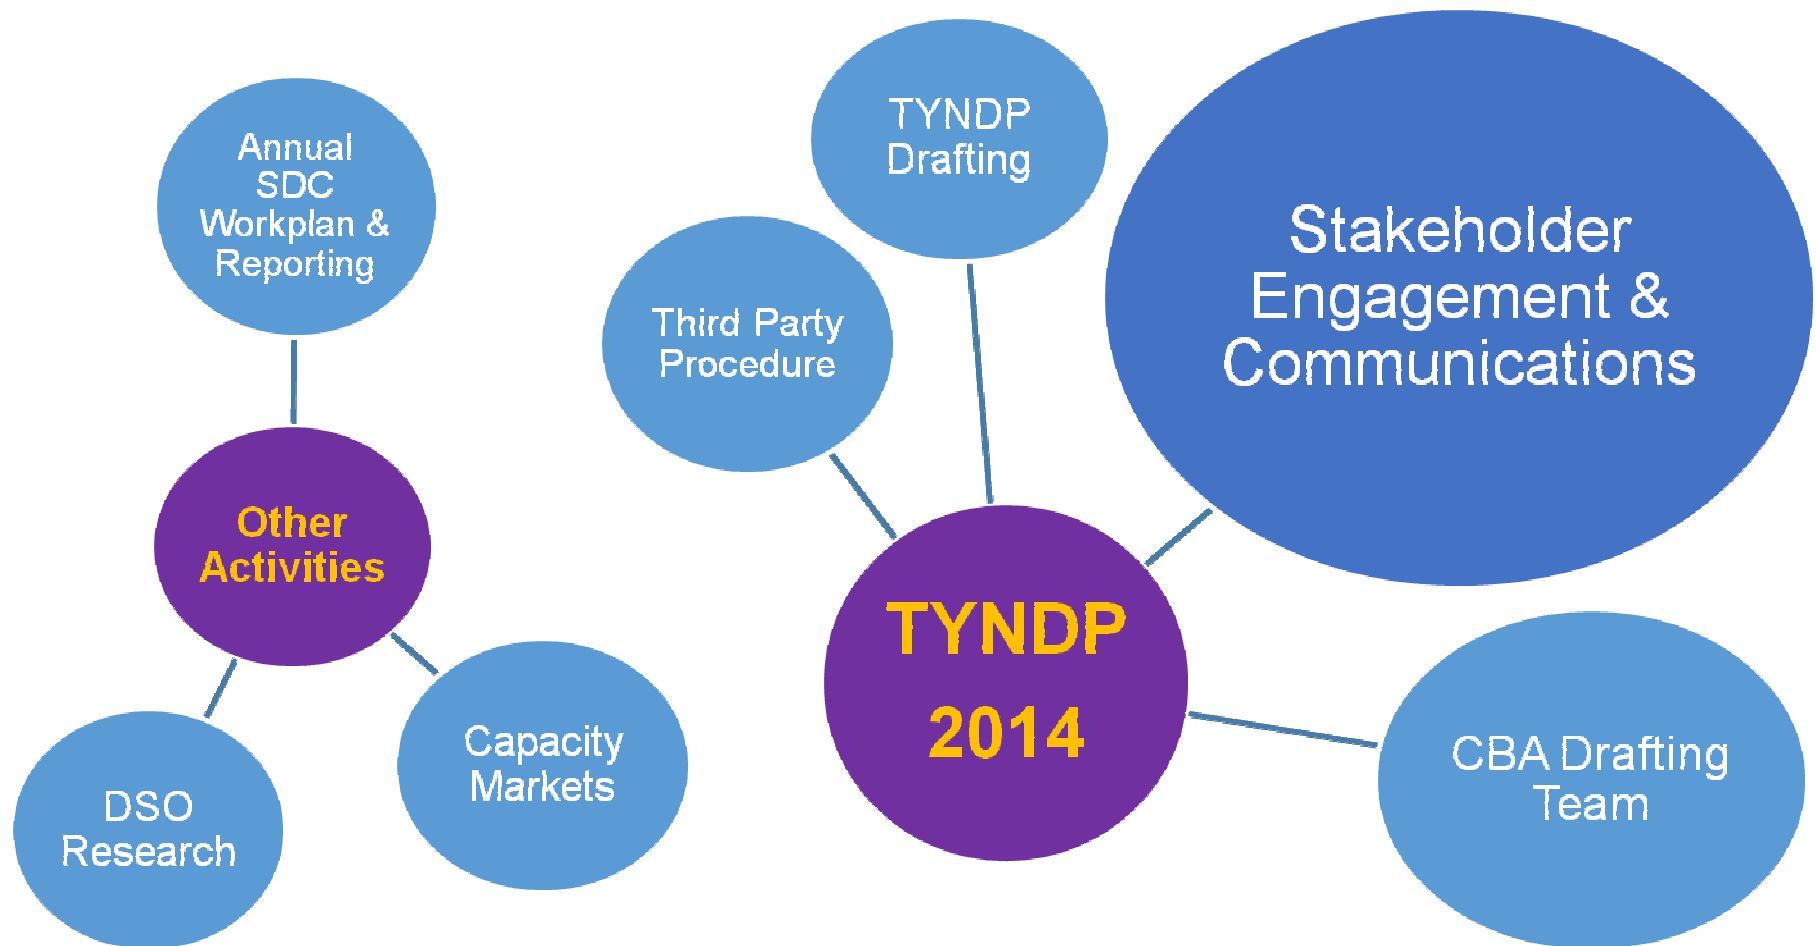 Annual
SDC
Workplan &
Reporting
Other
Activities
DSO
Research
Capacity
Markets
TYNDP
Drafting
Third Party
Procedure
Stakeholder
Engagement &
Communications
TYNDP
2014
CBA Drafting
Team